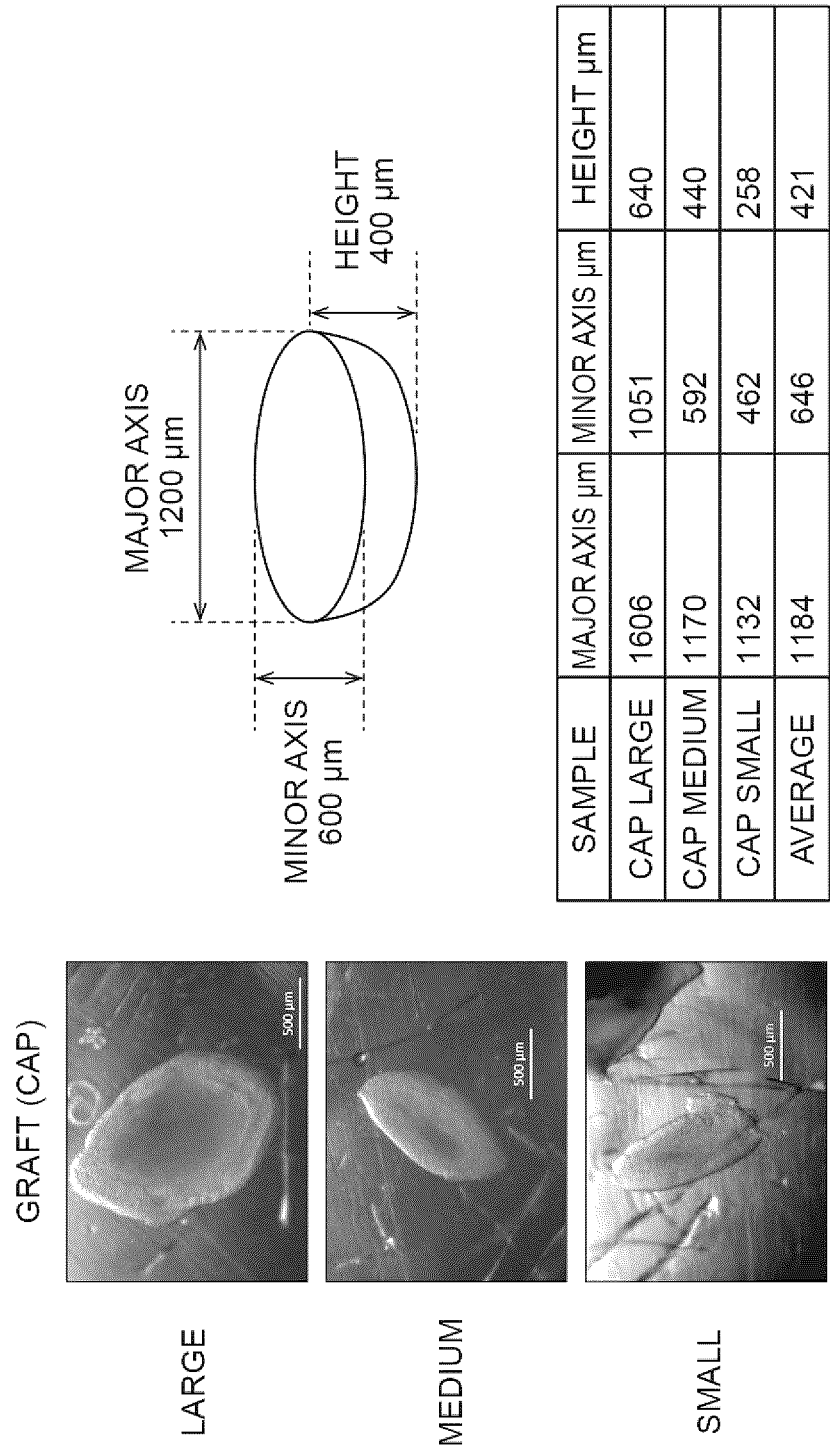 GRAFT (CAP)
LARGE
500 µm
MEDIUM
500 µm
SMALL
500 µm
MAJOR AXIS
1200 µm
MINOR AXIS
600 µm
HEIGHT
400 µm
SAMPLE MAJOR AXIS µm MINOR AXIS µm HEIGHT µm
CAP LARGE 1606 1051 640
CAP MEDIUM 1170 592 440
CAP SMALL 1132 462 258
AVERAGE 1184 646 421